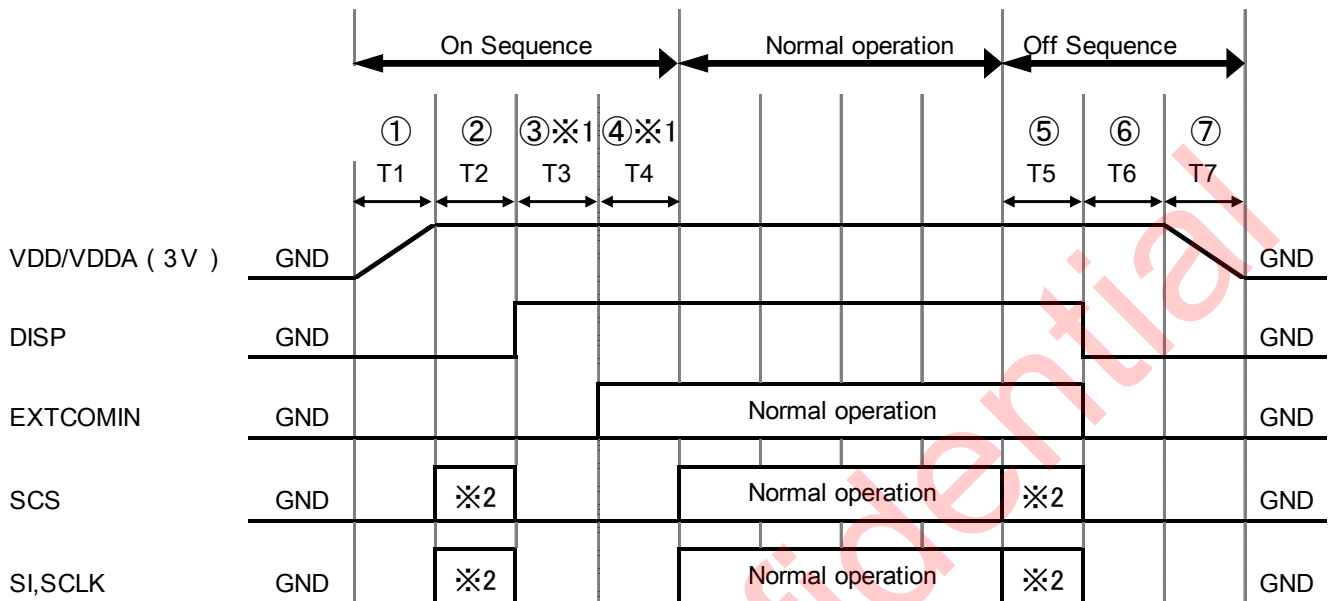 On Sequence Normal operation Off Sequence
① ② ③※1 ④※1 ⑤ ⑥ ⑦
T1 T2 T3 T4 T5 T6 T7
VDD/VDDA ( 3V ) GND GND
DISP GND GND
EXTCOMIN GND Normal operation GND
SCS GND ※2 Normal operation ※2 GND
SI,SCLK GND ※2 Normal operation ※2 GND
fidential